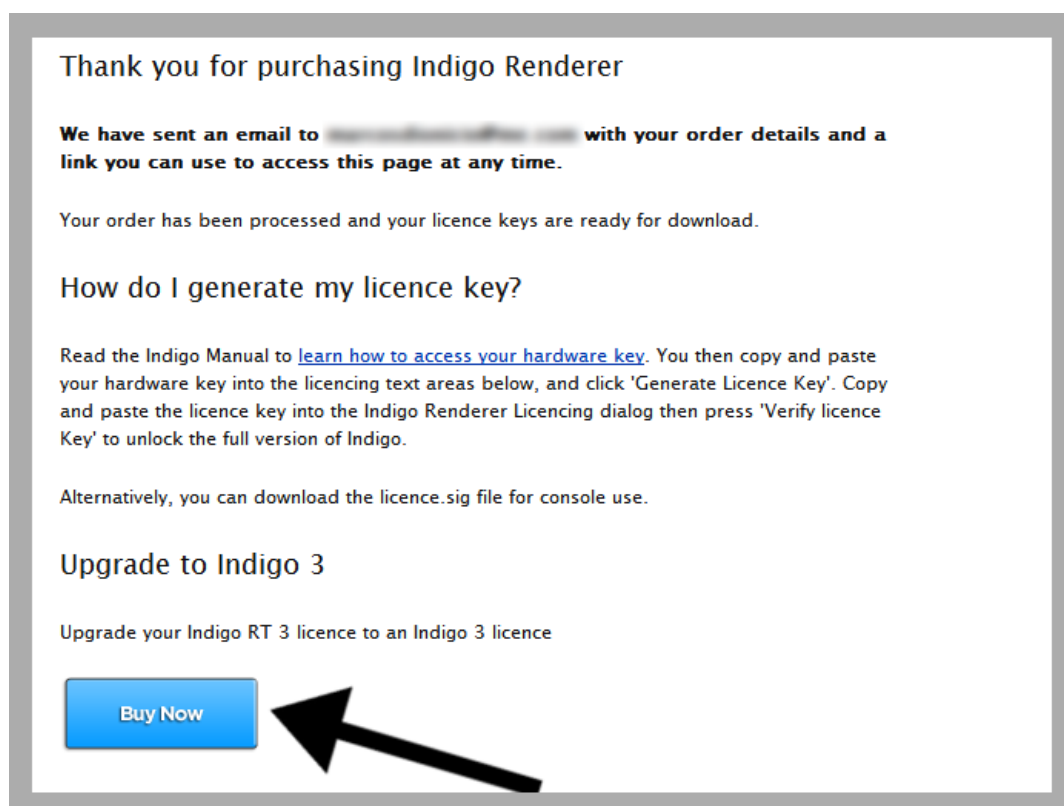 Thank you for purchasing Indigo Renderer
We have sent an email to with your order details and a
link you can use to access this page at any time.
Your order has been processed and your licence keys are ready for download.
How do I generate my licence key?
Read the Indigo Manual to learn how to access your hardware key. You then copy and paste
your hardware key into the licencing text areas below, and click 'Generate Licence Key'. Copy
and paste the licence key into the Indigo Renderer Licencing dialog then press 'Verify licence
Key' to unlock the full version of Indigo.
Alternatively, you can download the licence.sig file for console use.
Upgrade to Indigo 3
Upgrade your Indigo RT 3 licence to an Indigo 3 licence
Buy Now